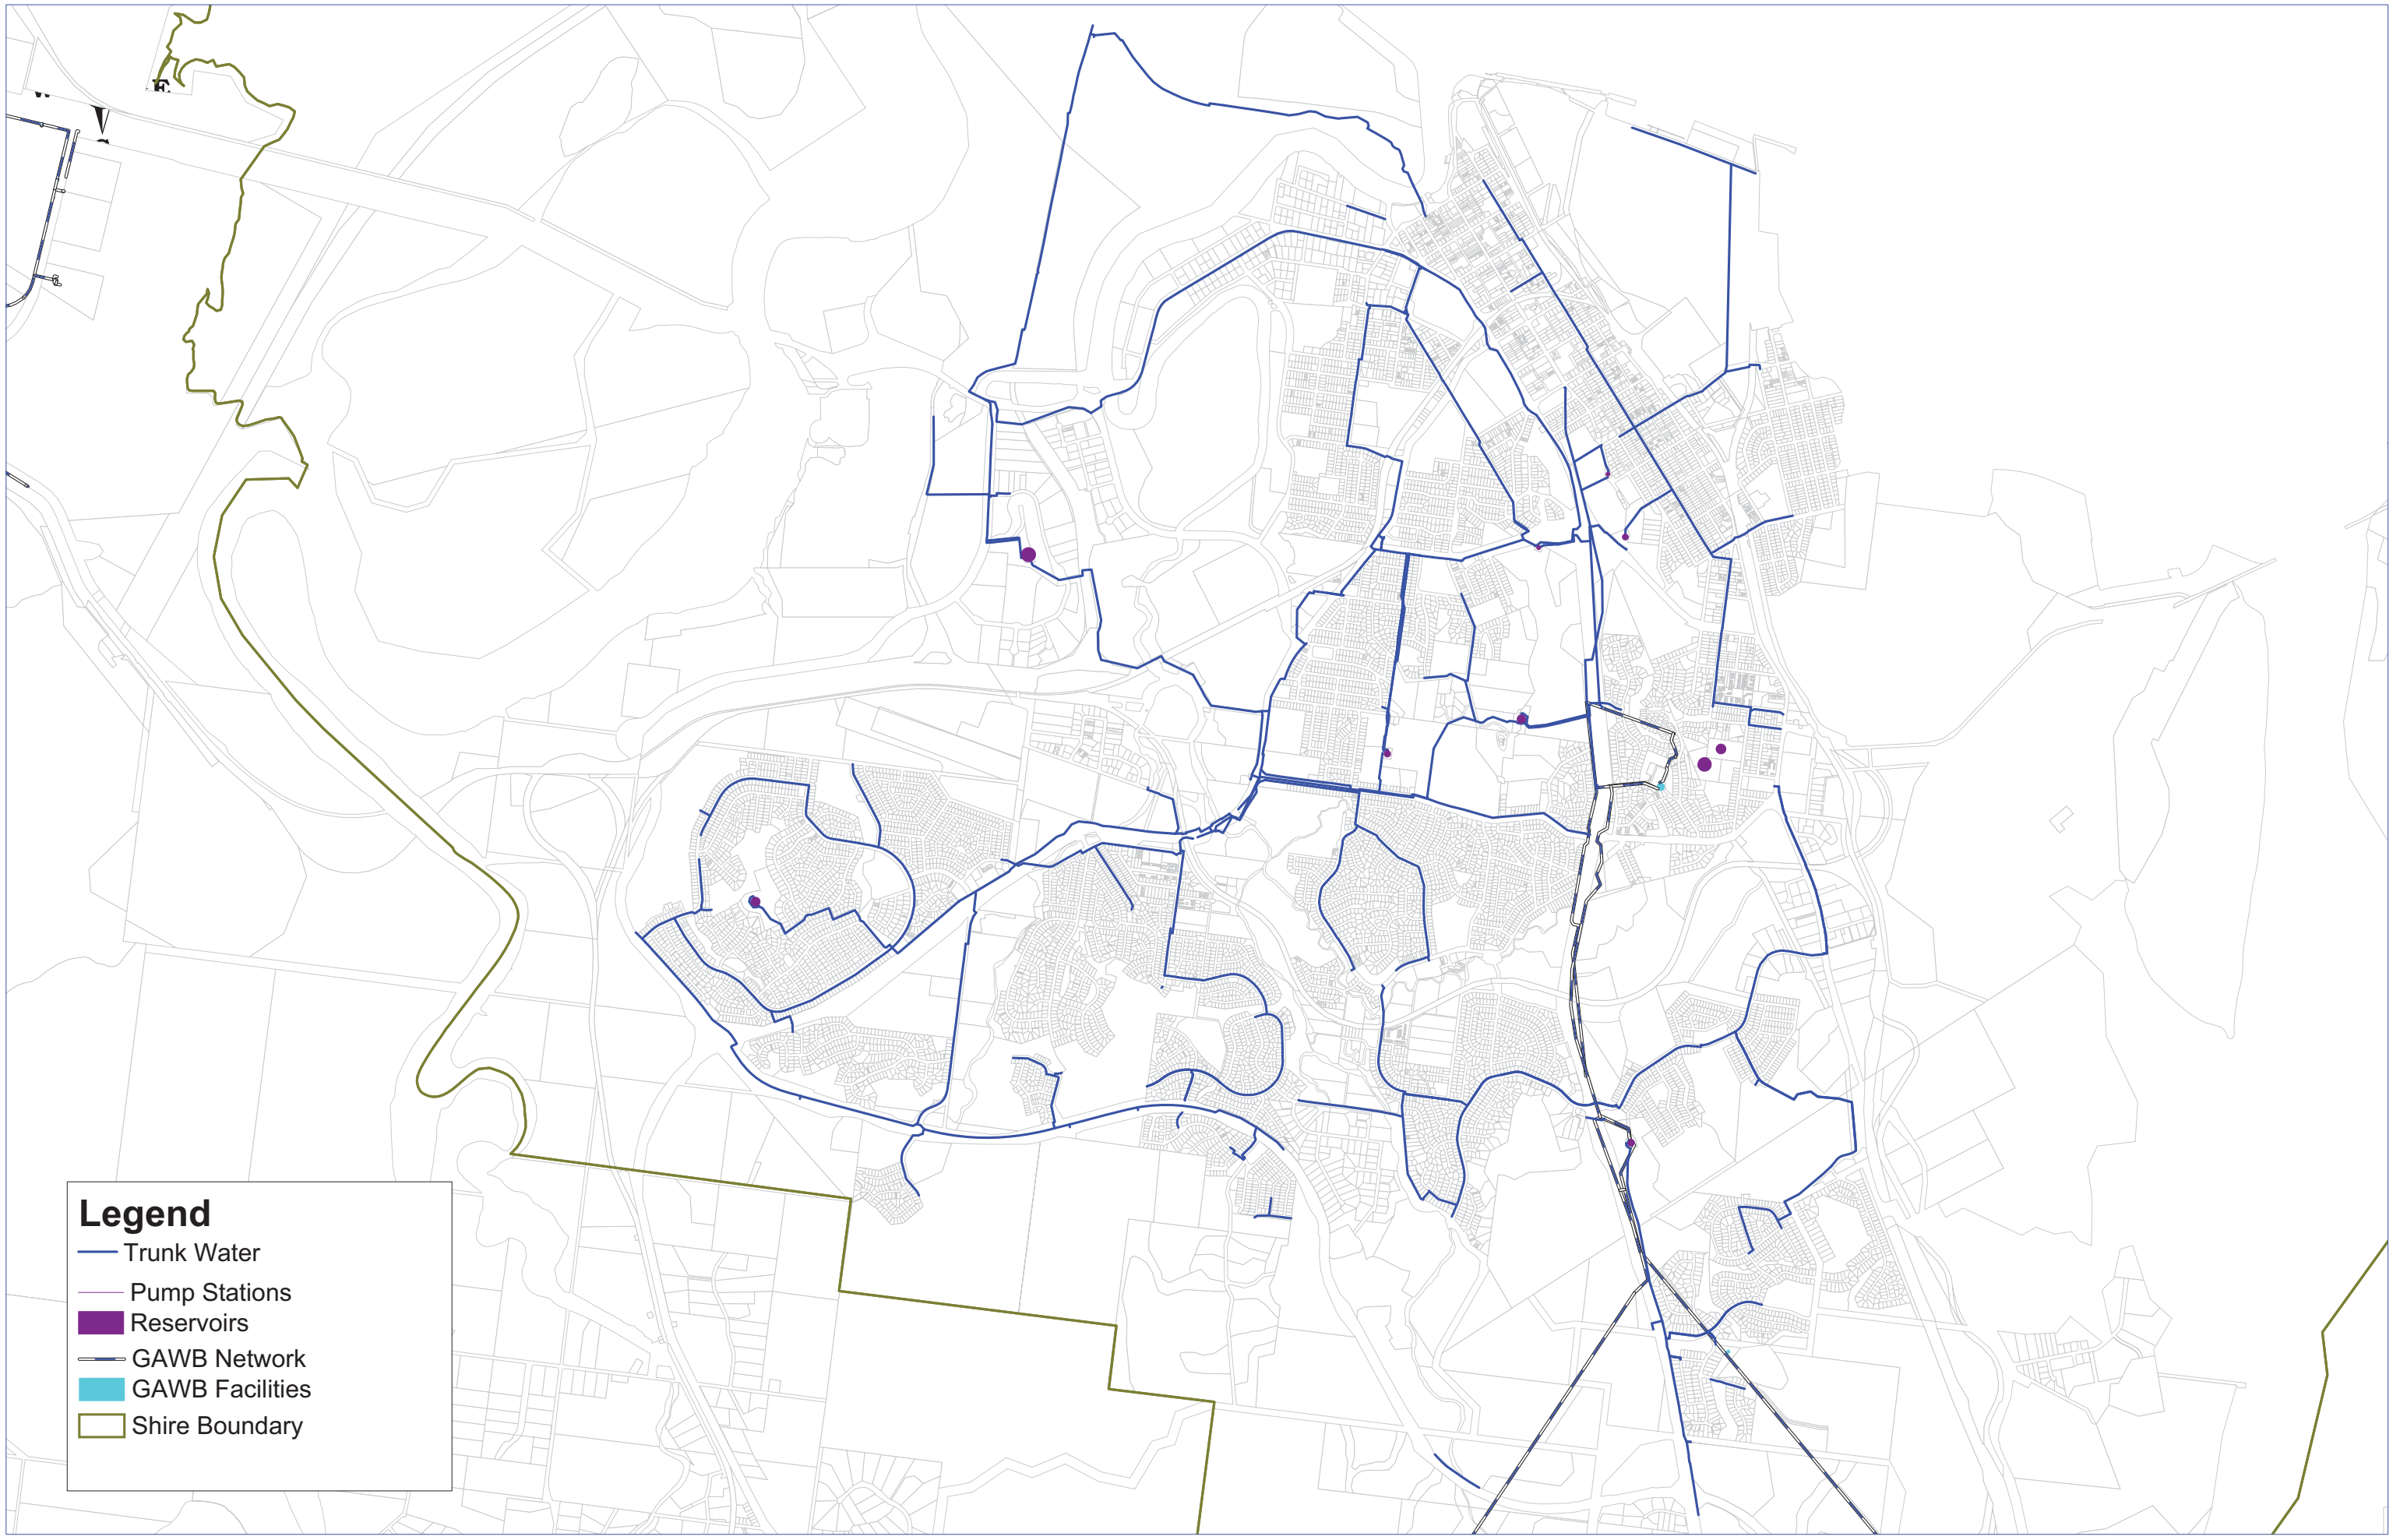 Legend
Trunk Water
Pump Stations
Reservoirs
GAWB Network
GAWB Facilities
Shire Boundary